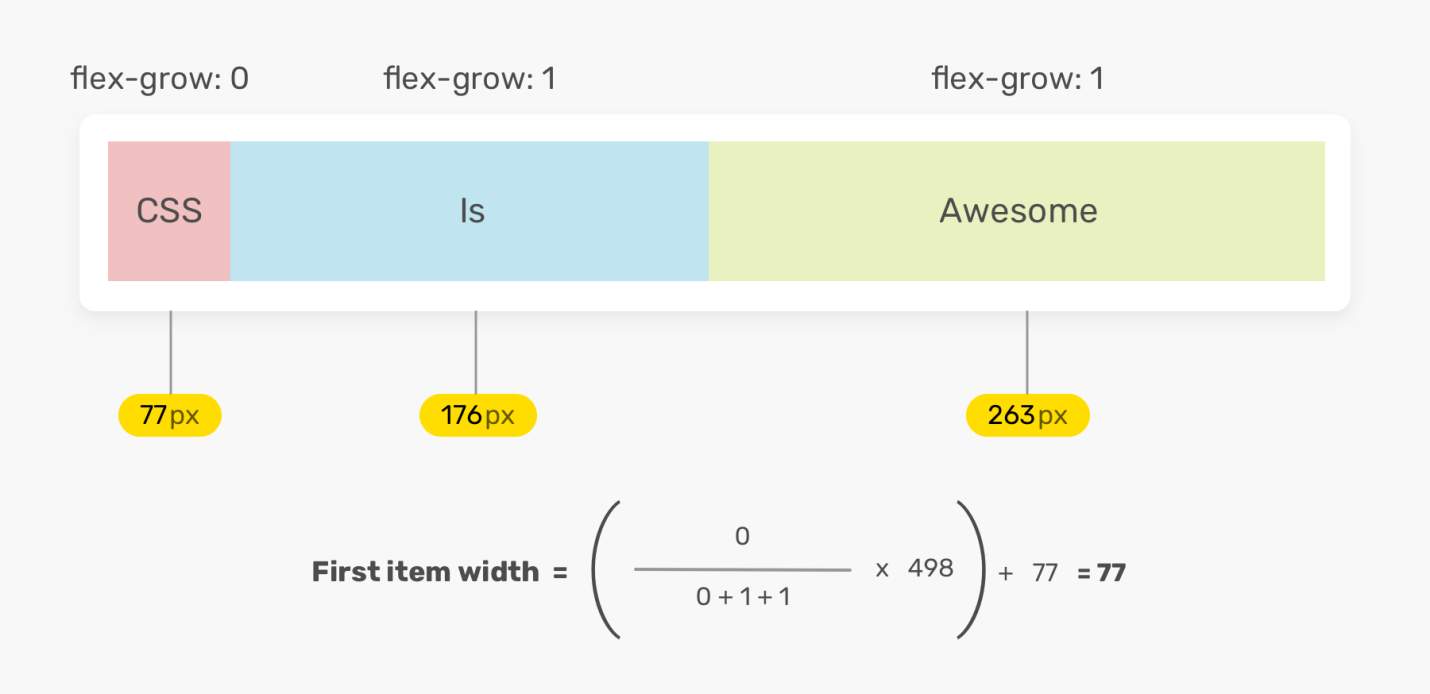 flex-grow: 0 flex-grow: 1 flex-grow: 1
CSS Is Awesome
77px 176px 263px
0
First item width = ( x 498 ) + 77 = 77
0 + 1 + 1